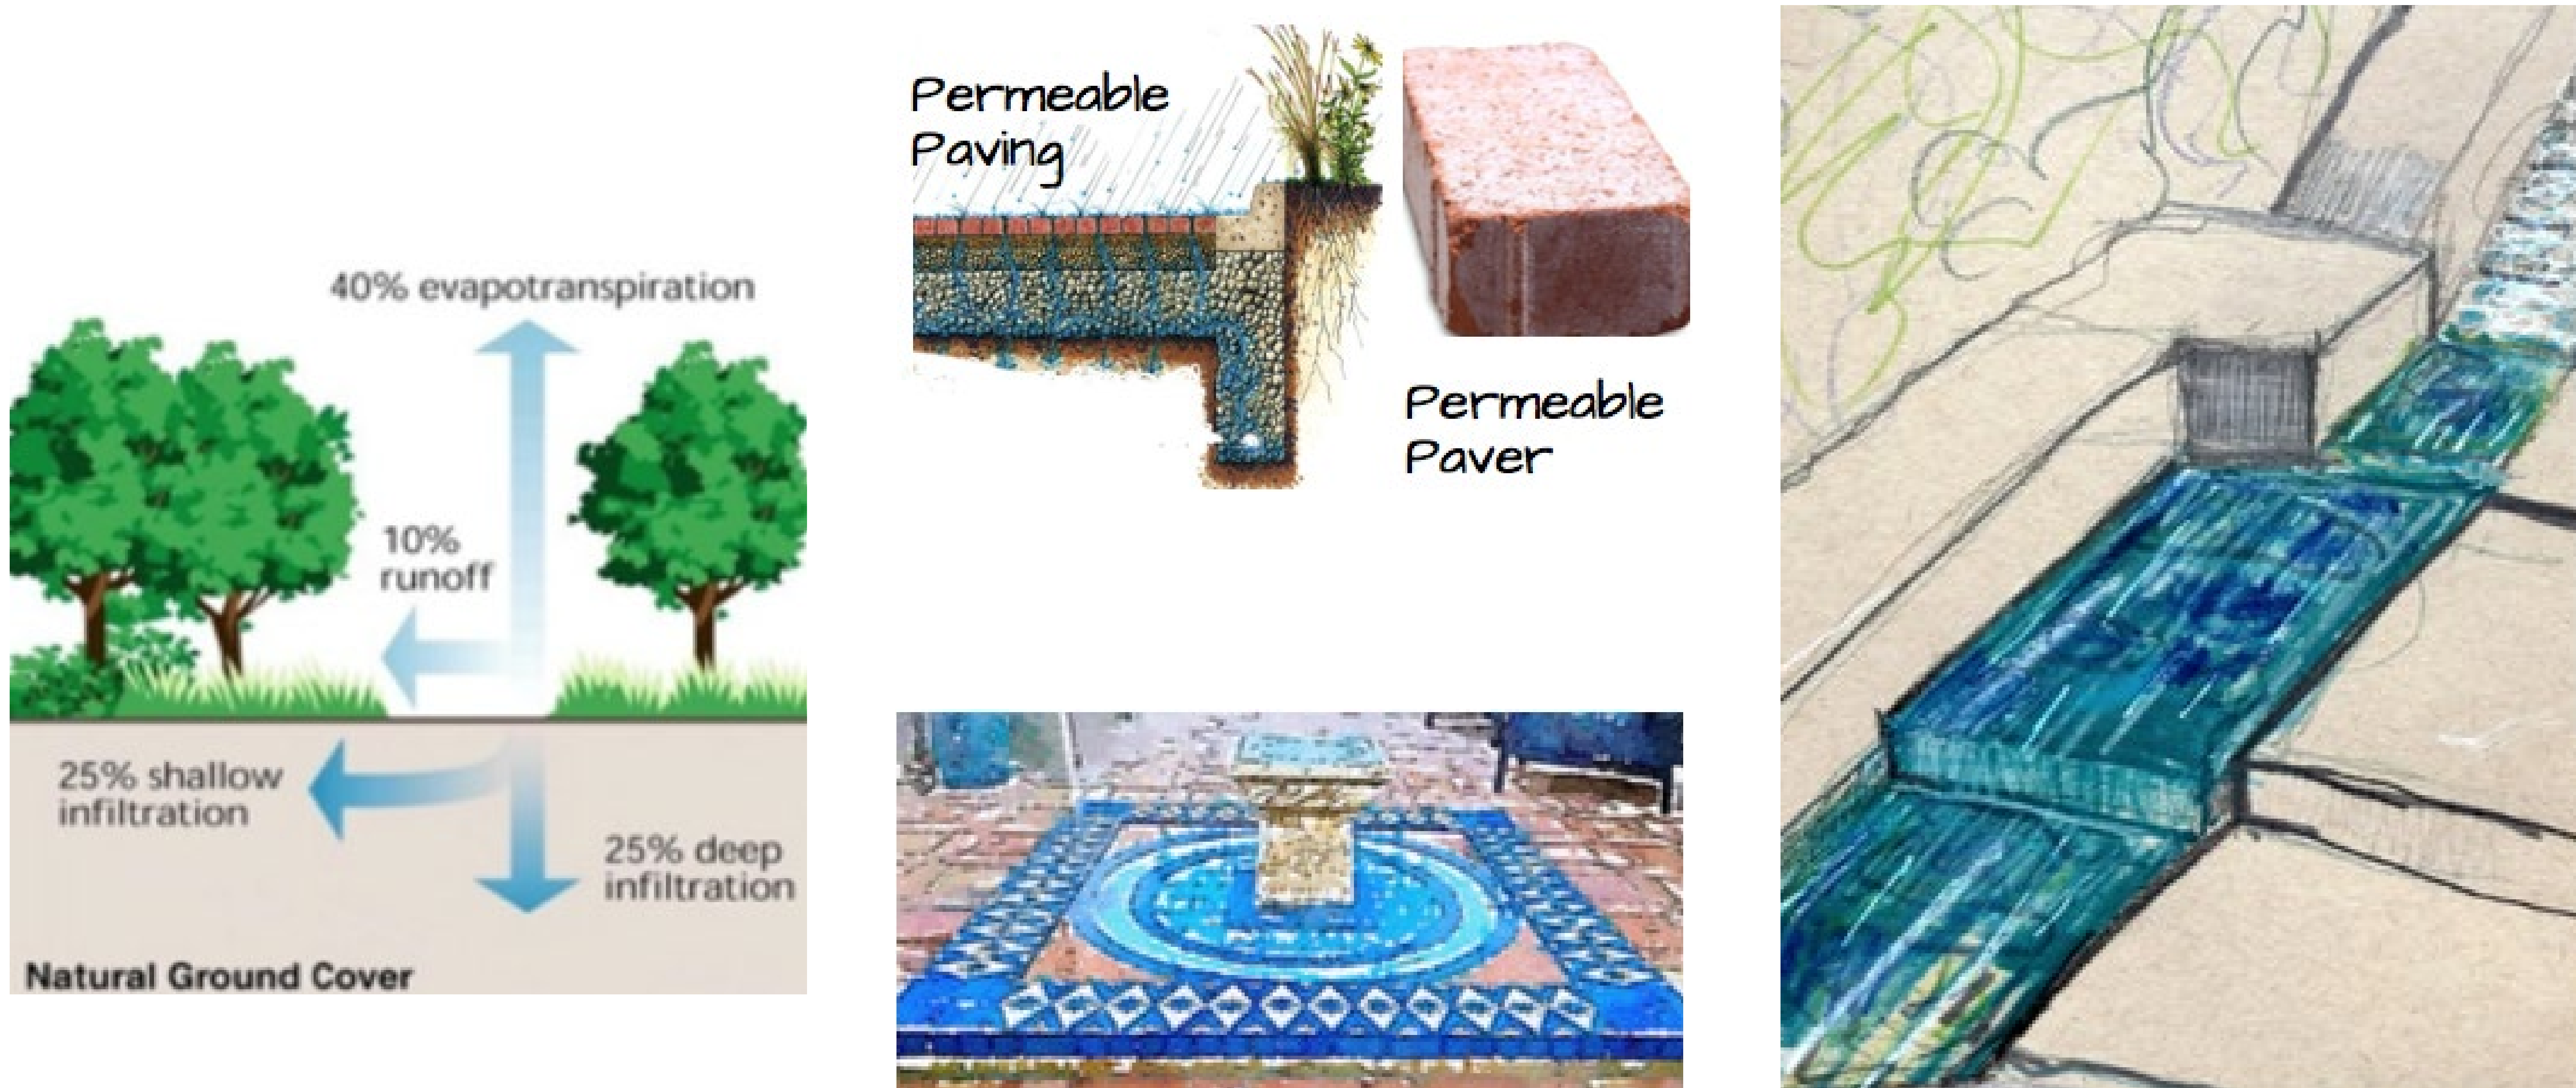 40% evapotranspiration
10%
runoff
25% shallow
infiltration
25% deep
infiltration
Natural Ground Cover
Permeable
Paving
Permeable
Paver